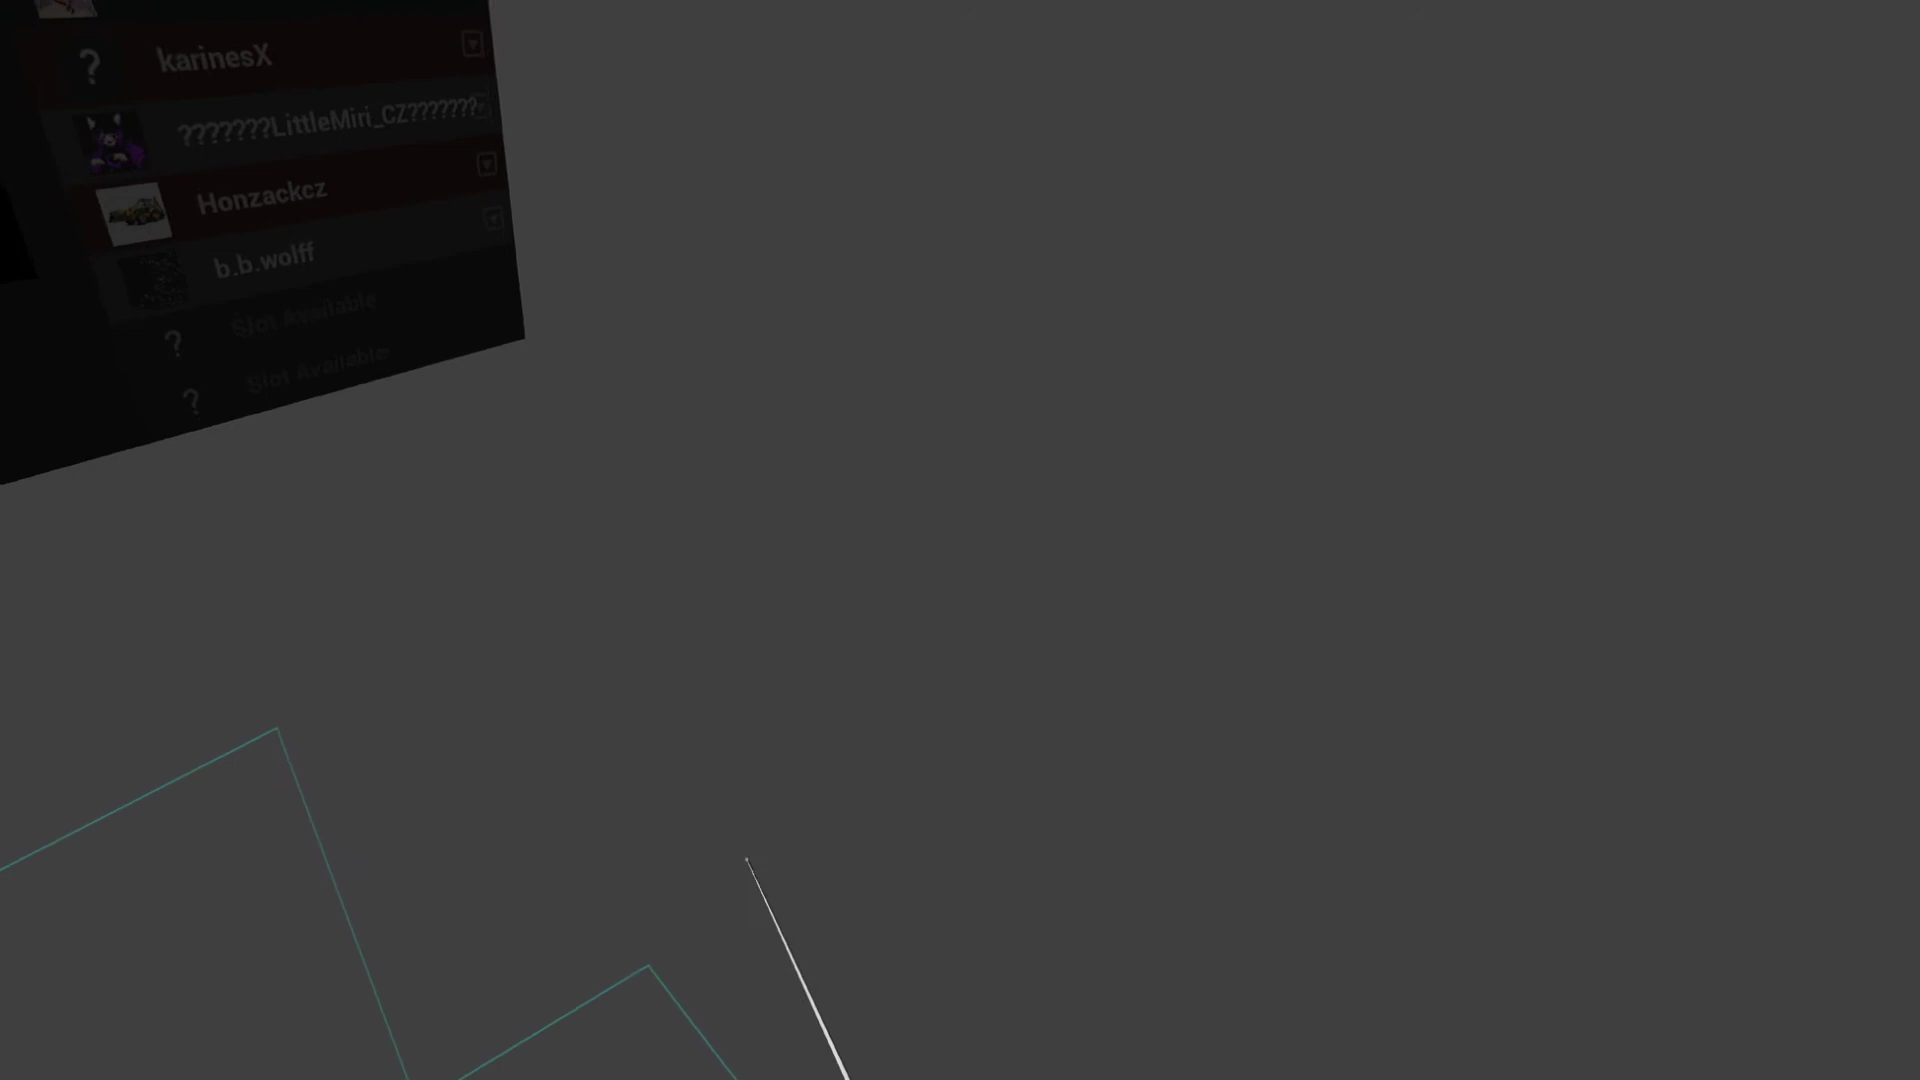 ? karinesX
???????LittleMiri_CZ???????
Honzackcz
b.b.wolff
? Slot Available
? Slot Available